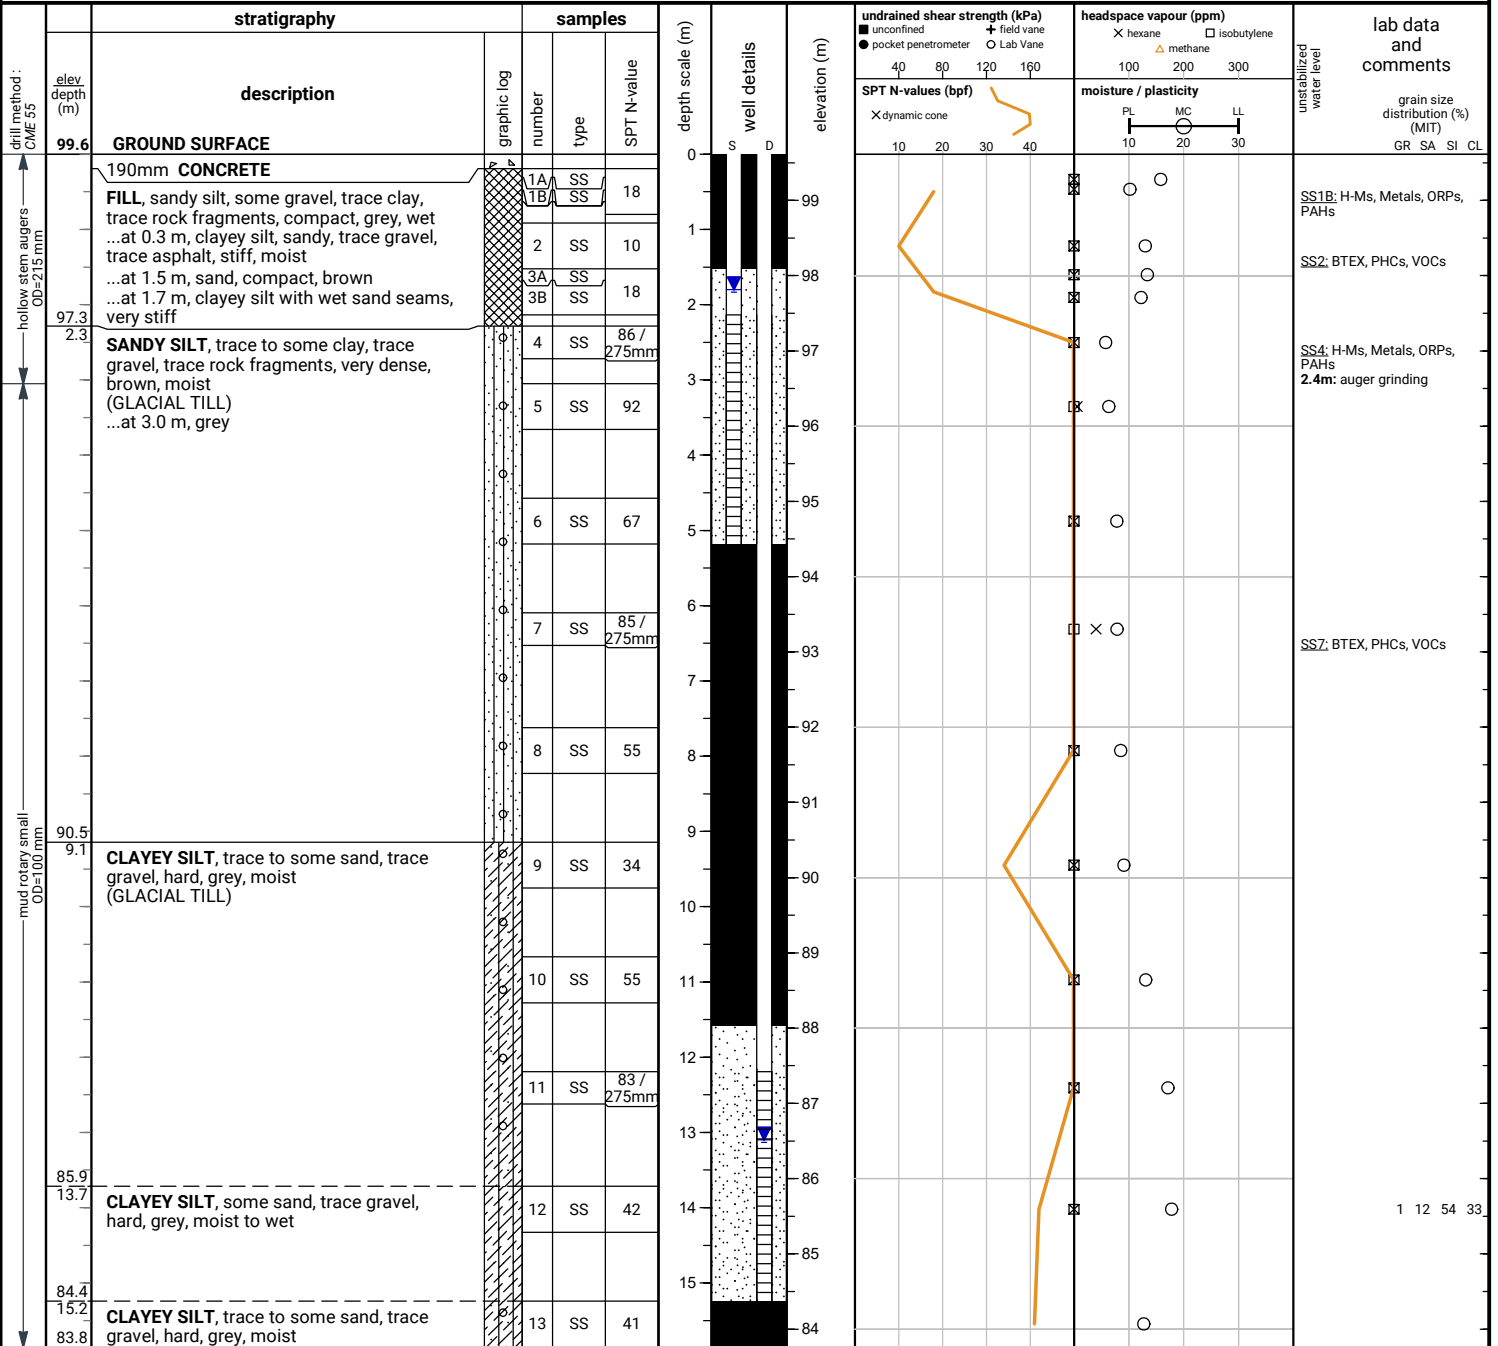 stratigraphy
samples
drill method :
CME 55
elev
depth
(m)
description
graphic log
number
type
SPT N-value
depth scale (m)
well details
S D
elevation (m)
undrained shear strength (kPa)
unconfined field vane
pocket penetrometer Lab Vane
40 80 120 160
SPT N-values (bpf)
dynamic cone
10 20 30 40
headspace vapour (ppm)
hexane isobutylene
methane
100 200 300
moisture / plasticity
PL MC LL
10 20 30
unstabilized
water level
lab data
and
comments
grain size
distribution (%)
(MIT)
GR SA SI CL
99.6 GROUND SURFACE
190mm CONCRETE
FILL, sandy silt, some gravel, trace clay,
trace rock fragments, compact, grey, wet
...at 0.3 m, clayey silt, sandy, trace gravel,
trace asphalt, stiff, moist
...at 1.5 m, sand, compact, brown
...at 1.7 m, clayey silt with wet sand seams,
very stiff
97.3
2.3
SANDY SILT, trace to some clay, trace
gravel, trace rock fragments, very dense,
brown, moist
(GLACIAL TILL)
...at 3.0 m, grey
90.5
9.1
CLAYEY SILT, trace to some sand, trace
gravel, hard, grey, moist
(GLACIAL TILL)
85.9
13.7
CLAYEY SILT, some sand, trace gravel,
hard, grey, moist to wet
84.4
15.2
CLAYEY SILT, trace to some sand, trace
gravel, hard, grey, moist
83.8
hollow stem augers
OD=215 mm
mud rotary small
OD=100 mm
1A SS
1B SS
18
2 SS 10
3A SS
3B SS
18
4 SS 86 /
275mm
5 SS 92
6 SS 67
7 SS 85 /
275mm
8 SS 55
9 SS 34
10 SS 55
11 SS 83 /
275mm
12 SS 42
13 SS 41
0
1
2
3
4
5
6
7
8
9
10
11
12
13
14
15
99
98
97
96
95
94
93
92
91
90
89
88
87
86
85
84
SS1B: H-Ms, Metals, ORPs,
PAHs
SS2: BTEX, PHCs, VOCs
SS4: H-Ms, Metals, ORPs,
PAHs
2.4m: auger grinding
SS7: BTEX, PHCs, VOCs
1 12 54 33